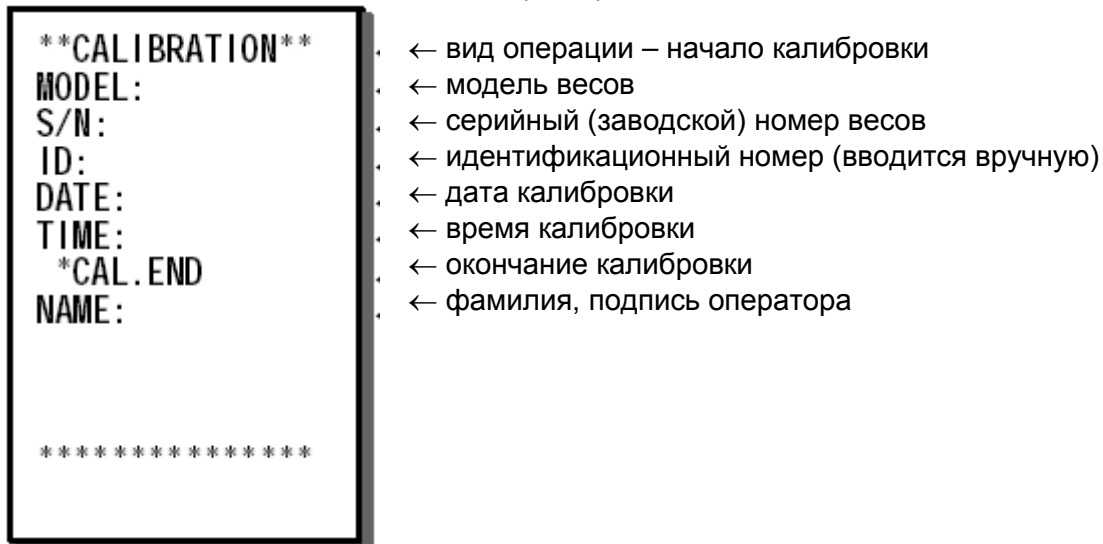 **CALIBRATION** ← вид операции – начало калибровки
MODEL: ← модель весов
S/N: ← серийный (заводской) номер весов
ID: ← идентификационный номер (вводится вручную)
DATE: ← дата калибровки
TIME: ← время калибровки
*CAL.END ← окончание калибровки
NAME: ← фамилия, подпись оператора
***************